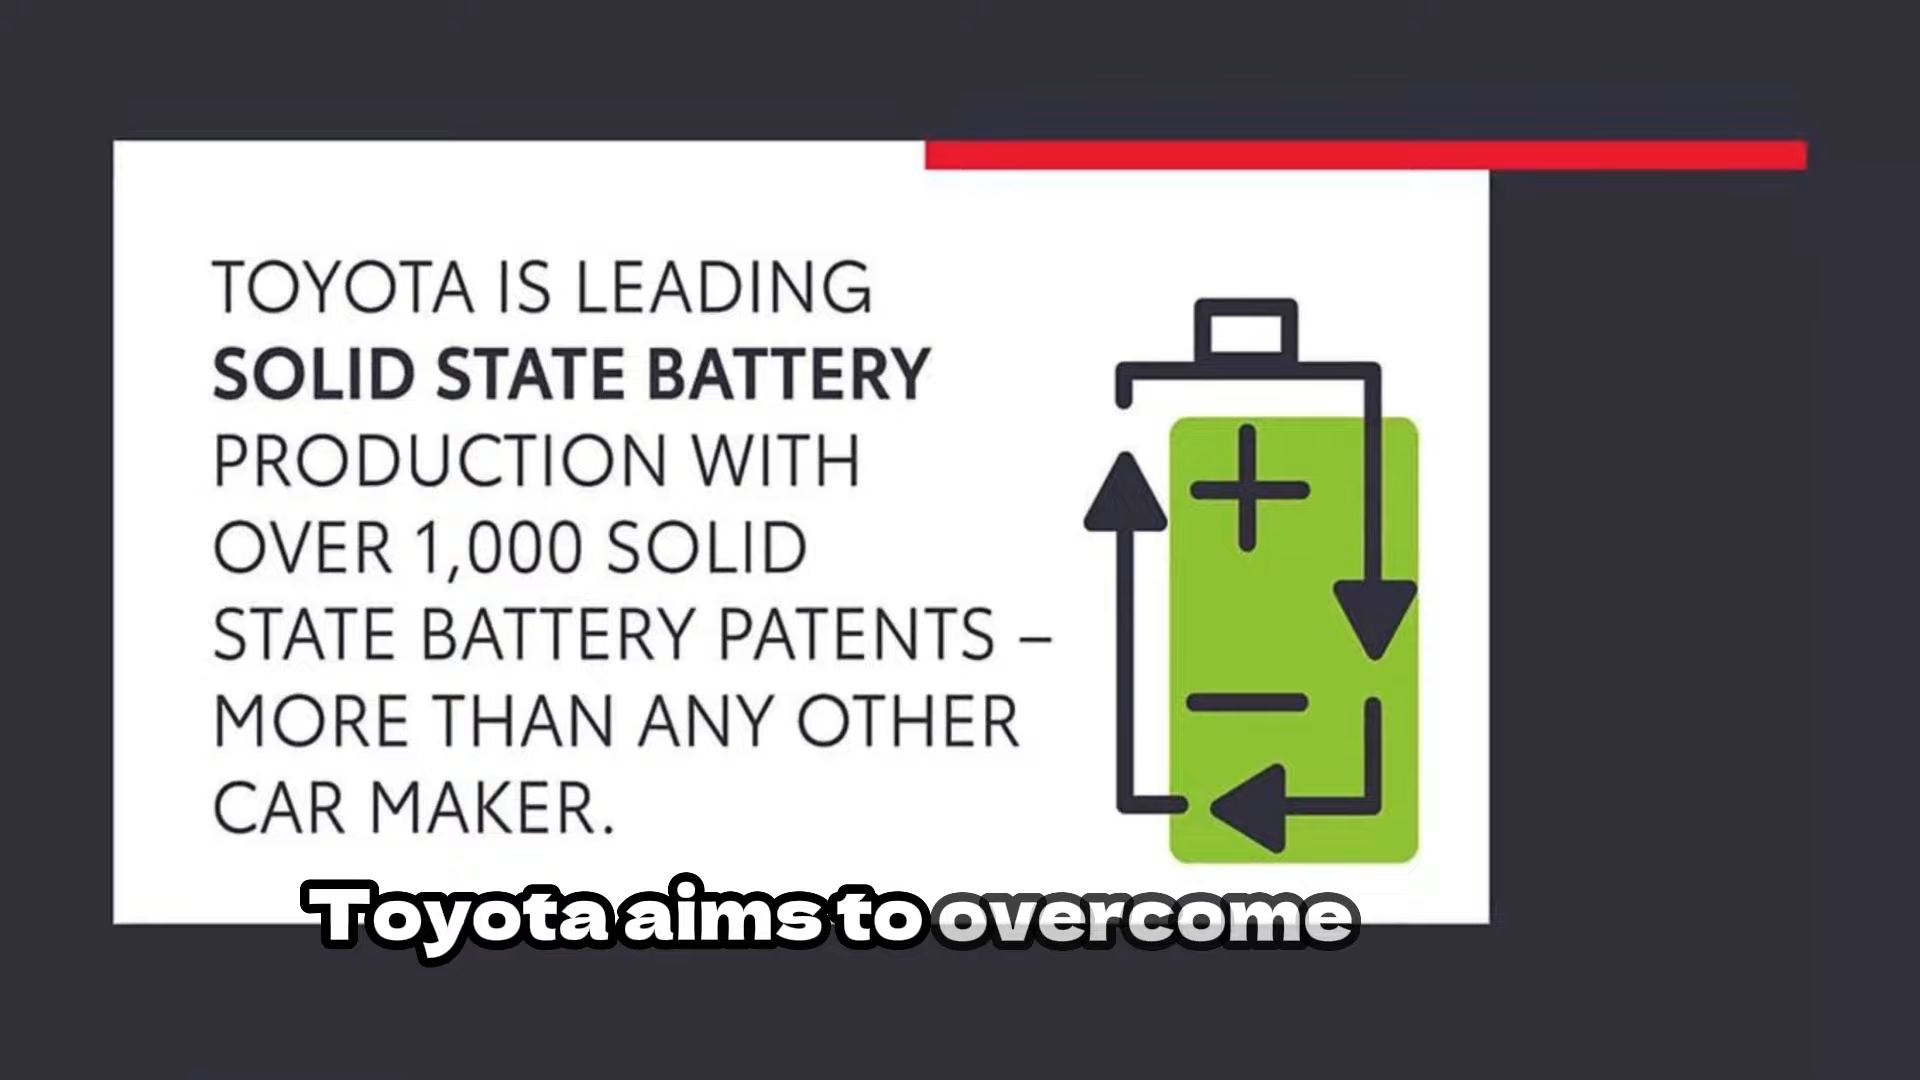 TOYOTA IS LEADING
SOLID STATE BATTERY
PRODUCTION WITH
OVER 1,000 SOLID
STATE BATTERY PATENTS –
MORE THAN ANY OTHER
CAR MAKER.
Toyota aims to overcome